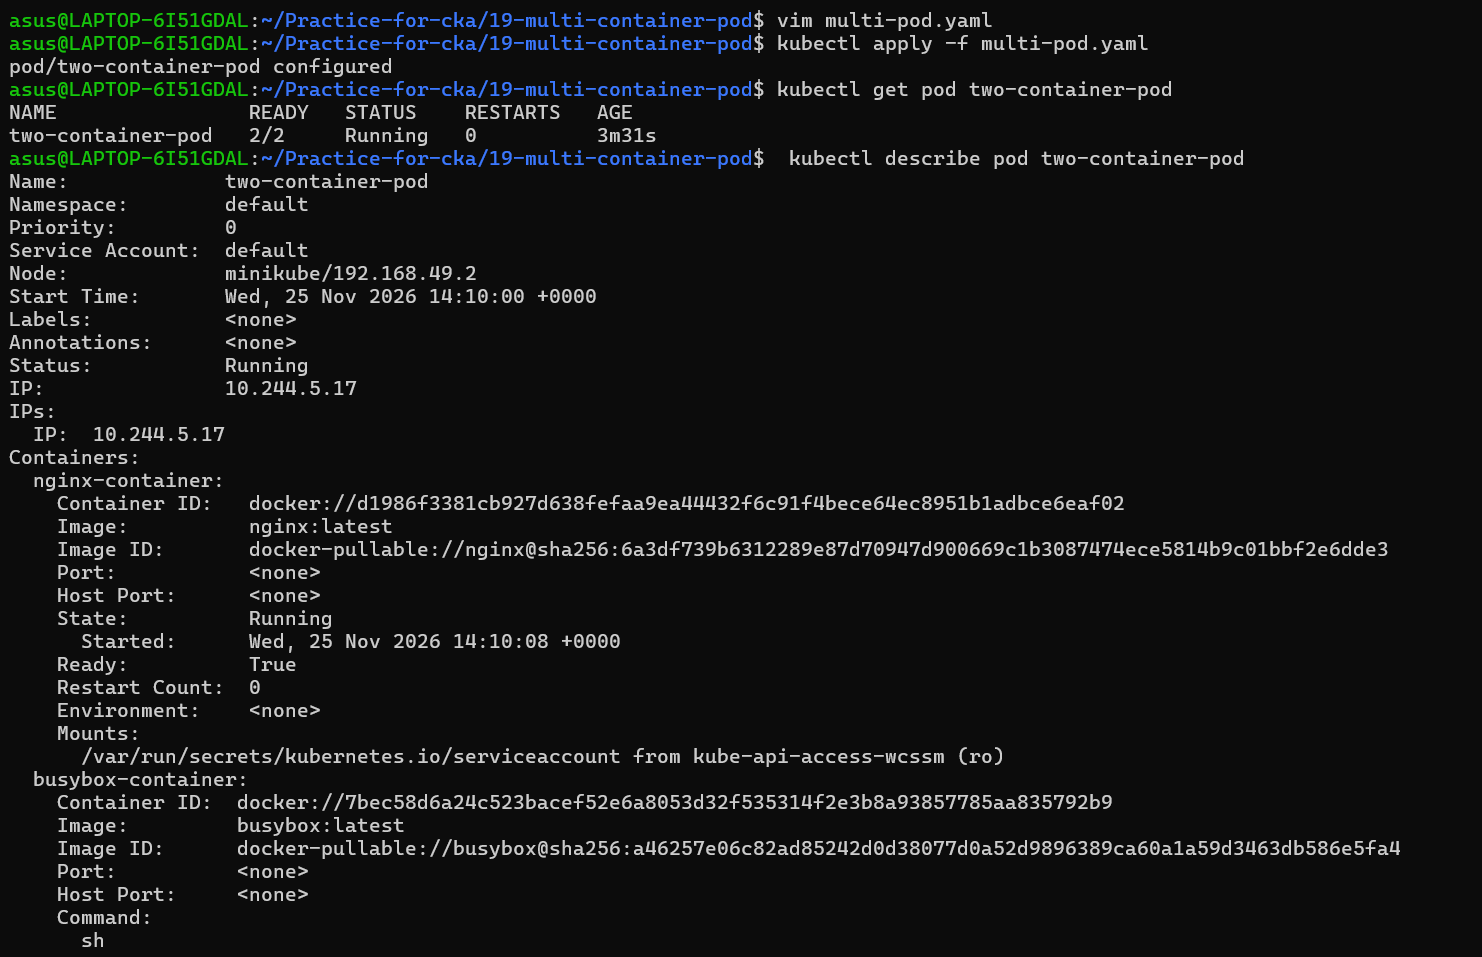 asus@LAPTOP-6I51GDAL:~/Practice-for-cka/19-multi-container-pod$ vim multi-pod.yaml
asus@LAPTOP-6I51GDAL:~/Practice-for-cka/19-multi-container-pod$ kubectl apply -f multi-pod.yaml
pod/two-container-pod configured
asus@LAPTOP-6I51GDAL:~/Practice-for-cka/19-multi-container-pod$ kubectl get pod two-container-pod
NAME                READY   STATUS    RESTARTS   AGE
two-container-pod   2/2     Running   0          3m31s
asus@LAPTOP-6I51GDAL:~/Practice-for-cka/19-multi-container-pod$  kubectl describe pod two-container-pod
Name:             two-container-pod
Namespace:        default
Priority:         0
Service Account:  default
Node:             minikube/192.168.49.2
Start Time:       Wed, 25 Nov 2026 14:10:00 +0000
Labels:           <none>
Annotations:      <none>
Status:           Running
IP:               10.244.5.17
IPs:
  IP:  10.244.5.17
Containers:
  nginx-container:
    Container ID:   docker://d1986f3381cb927d638fefaa9ea44432f6c91f4bece64ec8951b1adbce6eaf02
    Image:          nginx:latest
    Image ID:       docker-pullable://nginx@sha256:6a3df739b6312289e87d70947d900669c1b3087474ece5814b9c01bbf2e6dde3
    Port:           <none>
    Host Port:      <none>
    State:          Running
      Started:      Wed, 25 Nov 2026 14:10:08 +0000
    Ready:          True
    Restart Count:  0
    Environment:    <none>
    Mounts:
      /var/run/secrets/kubernetes.io/serviceaccount from kube-api-access-wcssm (ro)
  busybox-container:
    Container ID:  docker://7bec58d6a24c523bacef52e6a8053d32f535314f2e3b8a93857785aa835792b9
    Image:         busybox:latest
    Image ID:      docker-pullable://busybox@sha256:a46257e06c82ad85242d0d38077d0a52d9896389ca60a1a59d3463db586e5fa4
    Port:          <none>
    Host Port:     <none>
    Command:
      sh